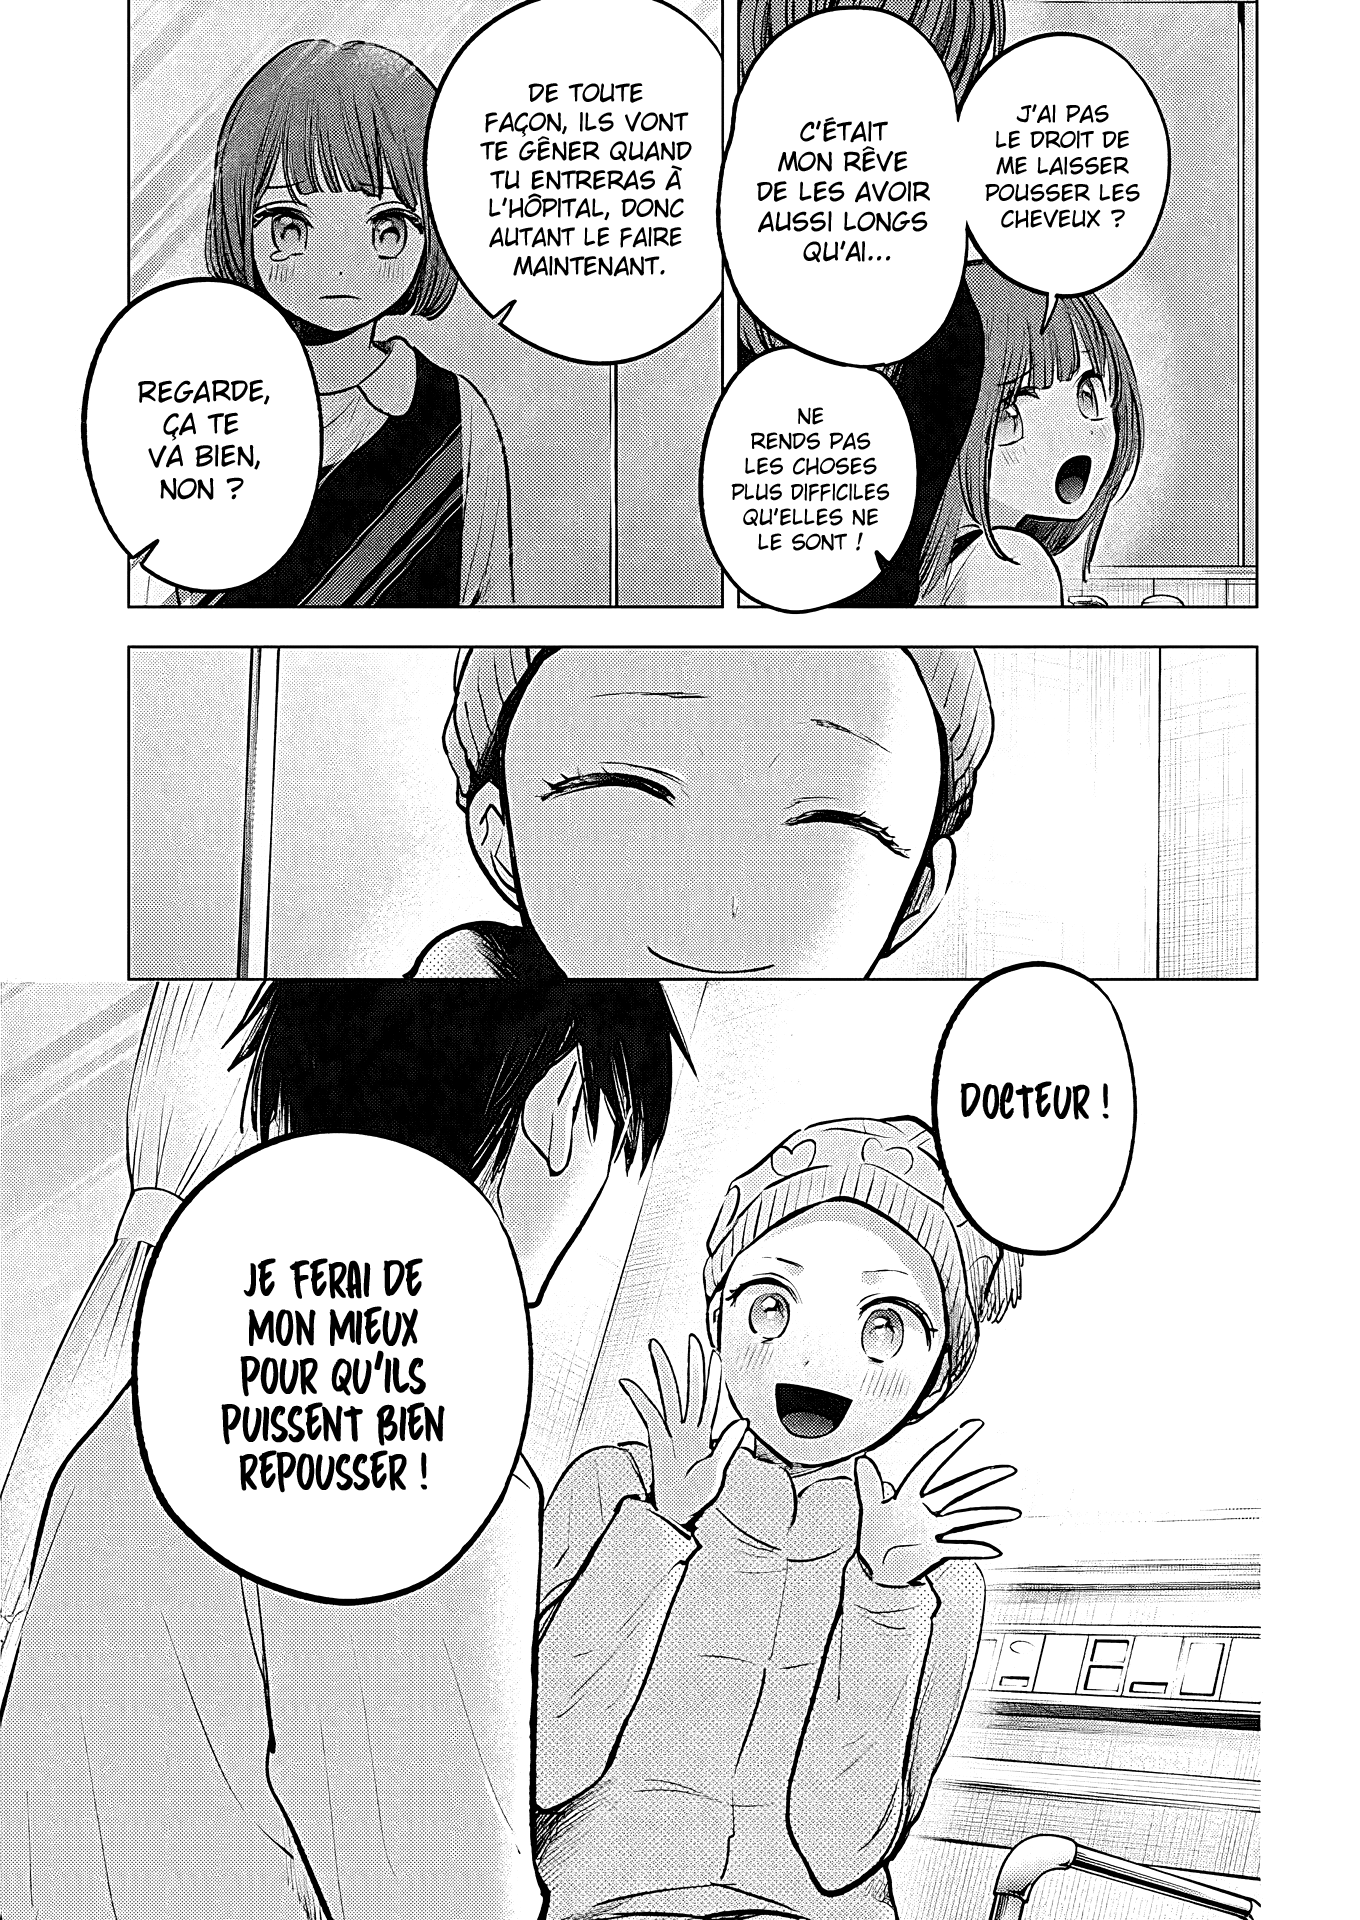 J'AI PAS
LE DROIT DE
ME LAISSER
POUSSER LES
CHEVEUX ?
C'ÉTAIT
MON RÊVE
DE LES AVOIR
AUSSI LONGS
QU'AI...
NE
RENDS PAS
LES CHOSES
PLUS DIFFICILES
QU'ELLES NE
LE SONT !
DE TOUTE
FAÇON, ILS VONT
TE GÊNER QUAND
TU ENTRERAS À
L'HÔPITAL, DONC
AUTANT LE FAIRE
MAINTENANT.
REGARDE,
ÇA TE
VA BIEN,
NON ?
DOCTEUR !
JE FERAI DE
MON MIEUX
POUR QU'ILS
PUISSENT BIEN
REPOUSSER !